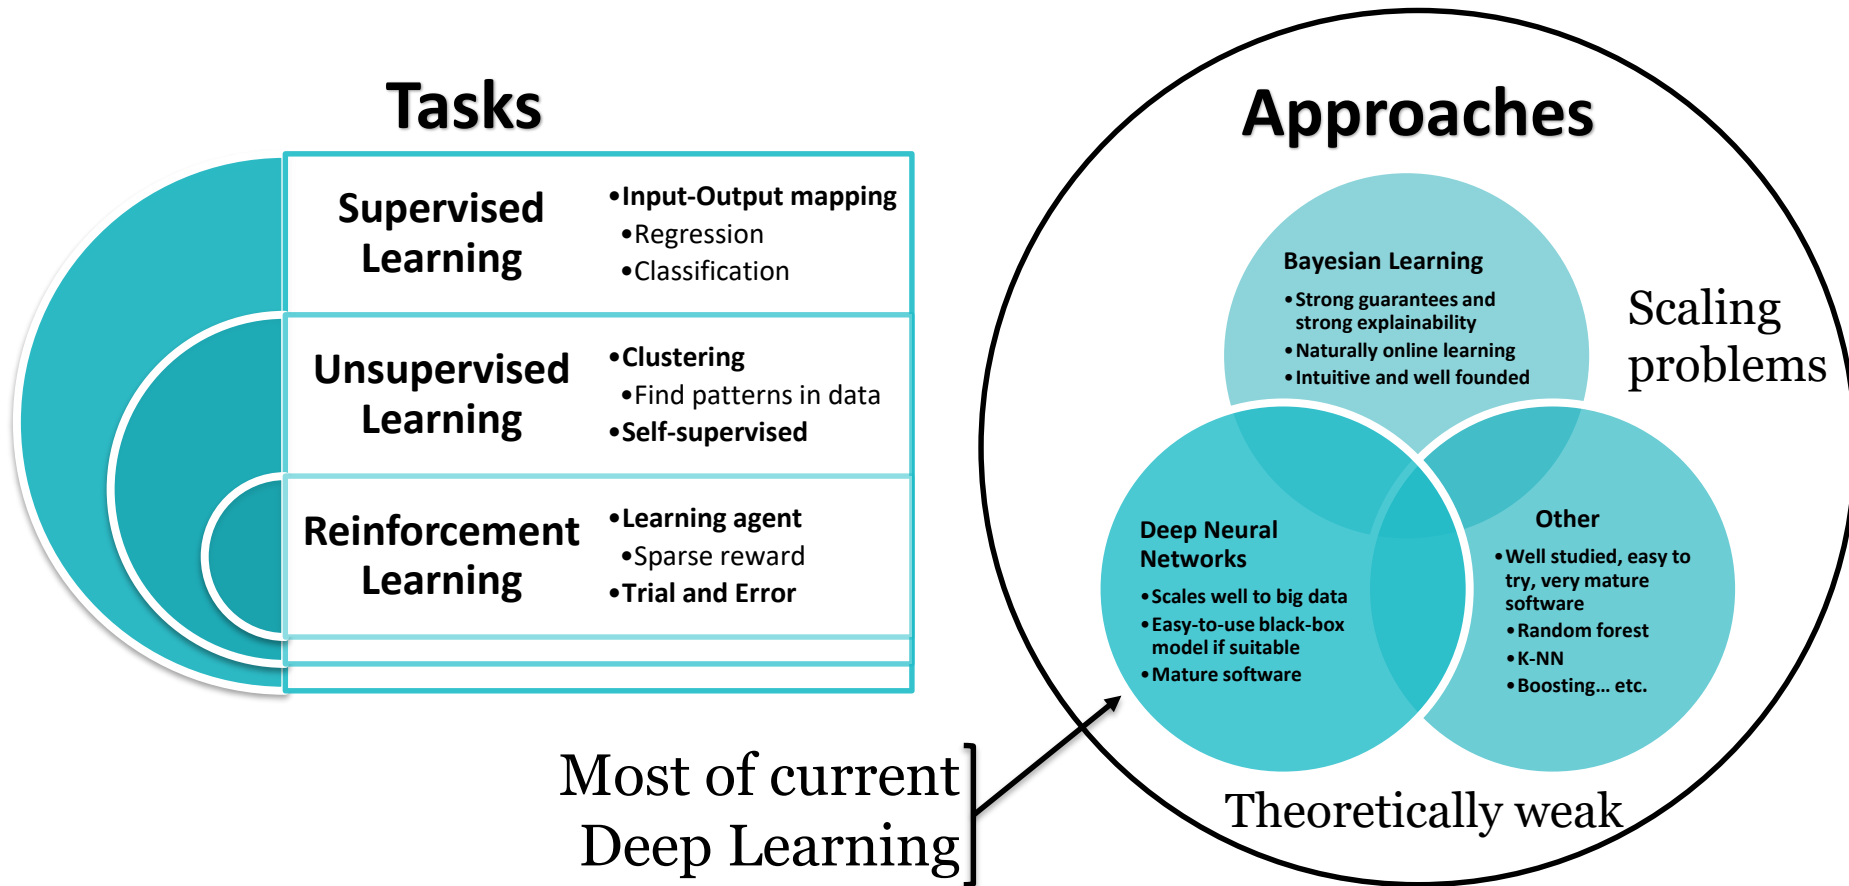 Tasks
Supervised
Learning
•Input-Output mapping
•Regression
•Classification
Unsupervised
Learning
•Clustering
•Find patterns in data
•Self-supervised
Reinforcement
Learning
•Learning agent
•Sparse reward
•Trial and Error
Most of current
Deep Learning
Approaches
Bayesian Learning
•Strong guarantees and
strong explainability
•Naturally online learning
•Intuitive and well founded
Scaling
problems
Deep Neural
Networks
•Scales well to big data
•Easy-to-use black-box
model if suitable
•Mature software
Other
•Well studied, easy to
try, very mature
software
•Random forest
•K-NN
•Boosting... etc.
Theoretically weak